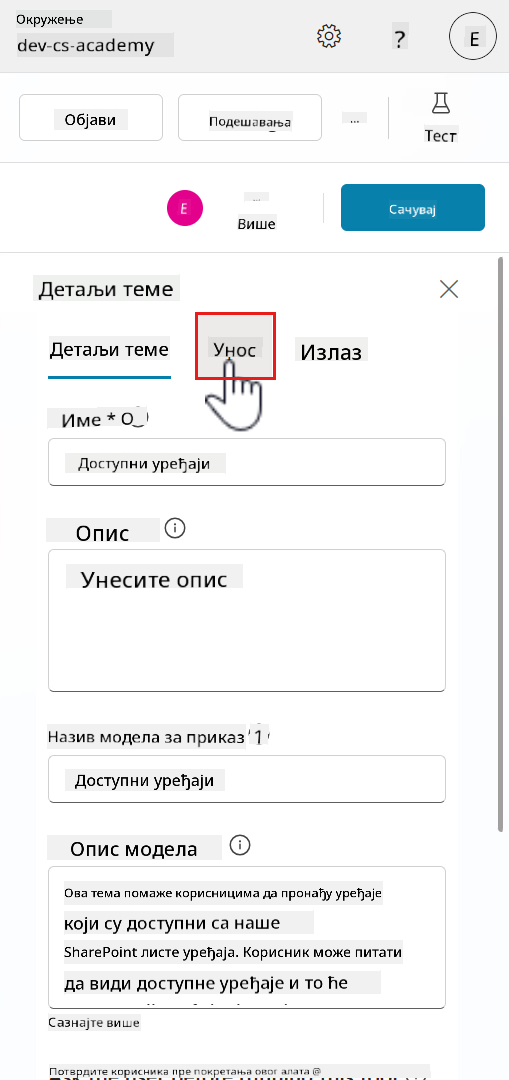 Окружење
dev-cs-academy
?
E
Објави
Подешавања
...
Тест
E
...
Више
Сачувај
Детаљи теме
Детаљи теме
Унос
Излаз
Име *
Доступни уређаји
Опис
Унесите опис
Назив модела за приказ
Доступни уређаји
Опис модела
Ова тема помаже корисницима да пронађу уређаје
који су доступни са наше
SharePoint листе уређаја. Корисник може питати
да види доступне уређаје и то ће
Сазнајте више
Потврдите корисника пре покретања овог алата @